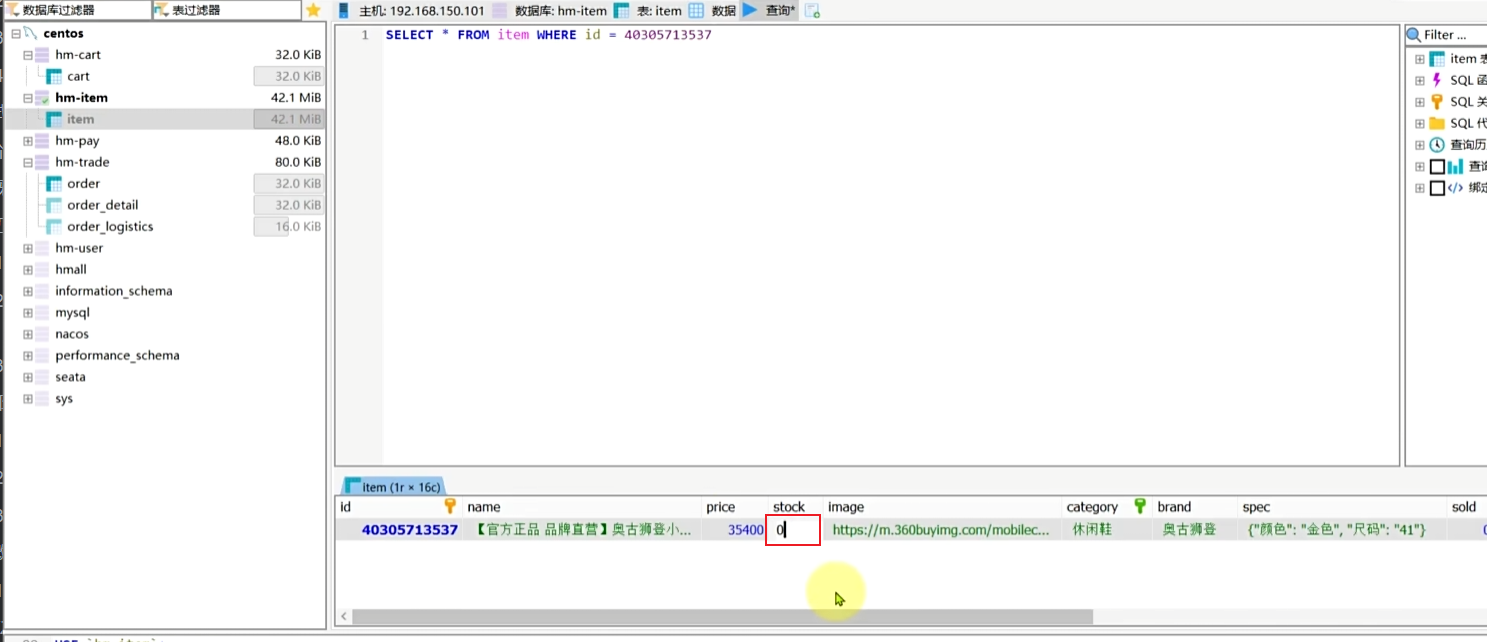 数据库过滤器 表过滤器
主机: 192.168.150.101 数据库: hm-item 表: item 数据 查询*
centos
hm-cart 32.0 KiB
cart 32.0 KiB
hm-item 42.1 MiB
item 42.1 MiB
hm-pay 48.0 KiB
hm-trade 80.0 KiB
order 32.0 KiB
order_detail 32.0 KiB
order_logistics 16.0 KiB
hm-user
hmall
information_schema
mysql
nacos
performance_schema
seata
sys
1 SELECT * FROM item WHERE id = 40305713537
Filter ...
item
SQL
SQL
SQL
查询历
查询
绑定
item (1r × 16c)
id name price stock image category brand spec sold
40305713537 【官方正品 品牌直营】奥古狮登小... 35400 0 https://m.360buyimg.com/mobilec... 休闲鞋 奥古狮登 {"颜色": "金色", "尺码": "41"}